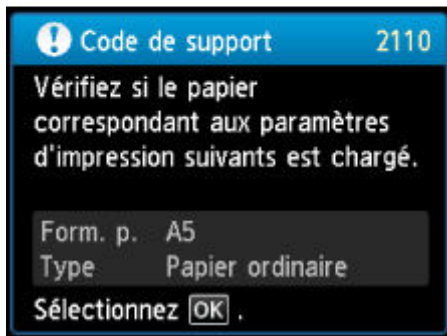 Code de support 2110
Vérifiez si le papier
correspondant aux paramètres
d'impression suivants est chargé.
Form. p. A5
Type Papier ordinaire
Sélectionnez OK .